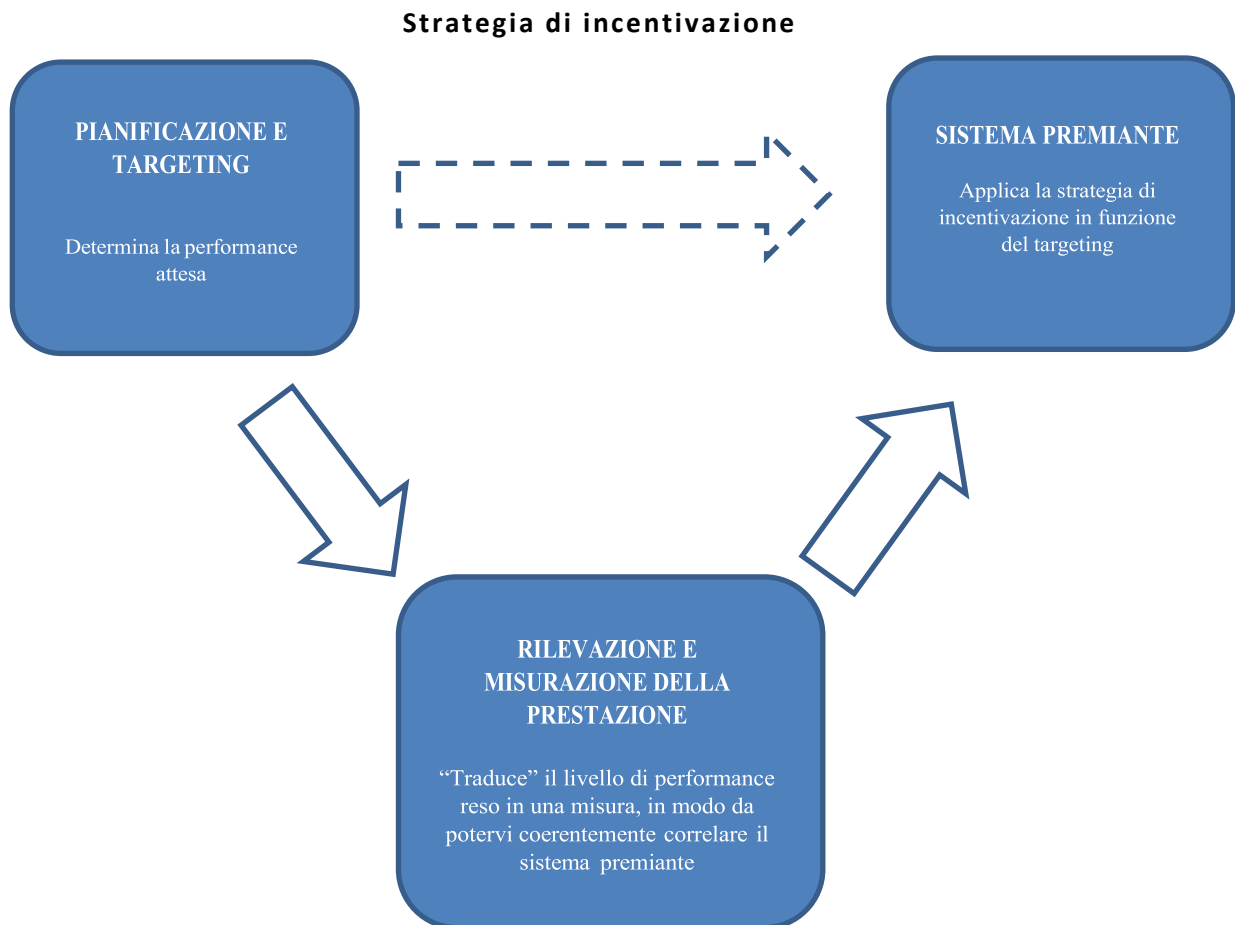 Strategia di incentivazione
PIANIFICAZIONE E
TARGETING
Determina la performance
attesa
SISTEMA PREMIANTE
Applica la strategia di
incentivazione in funzione
del targeting
RILEVAZIONE E
MISURAZIONE DELLA
PRESTAZIONE
“Traduce” il livello di performance
reso in una misura, in modo da
potervi coerentemente correlare il
sistema premiante